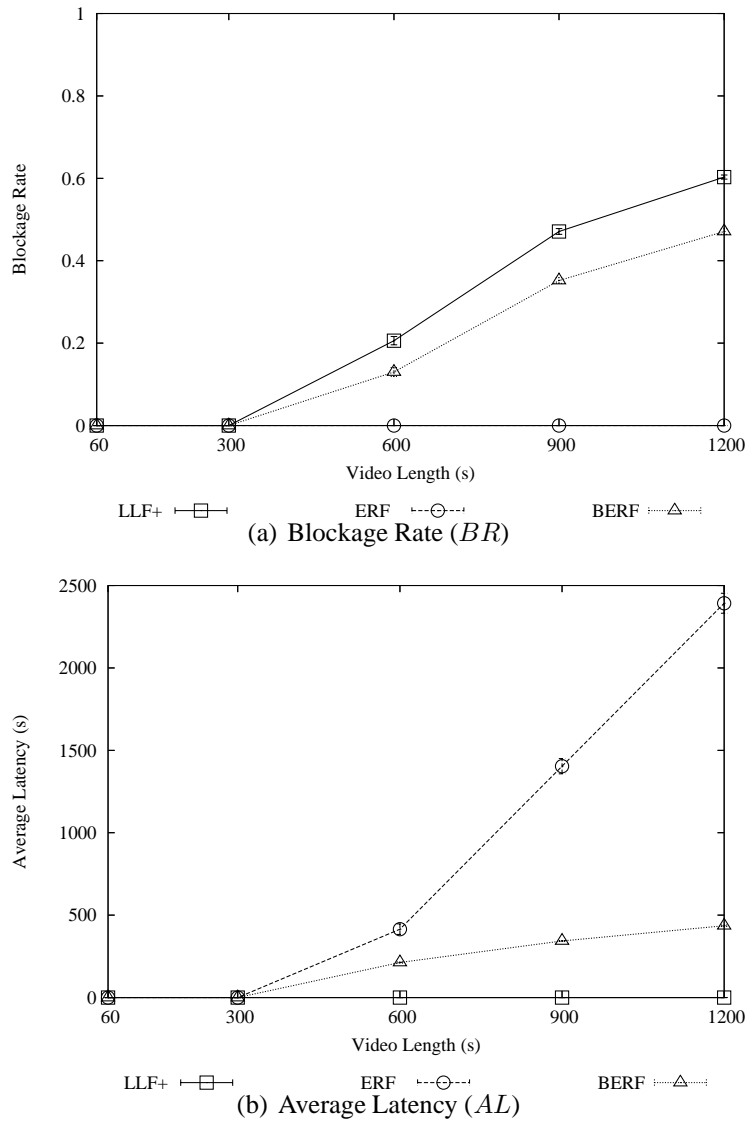 1
0.8
0.6
0.4
0.2
0
Blockage Rate
60 300 600 900 1200
Video Length (s)
LLF+ ERF BERF
(a) Blockage Rate (BR)
2500
2000
1500
1000
500
0
Average Latency (s)
60 300 600 900 1200
Video Length (s)
LLF+ ERF BERF
(b) Average Latency (AL)